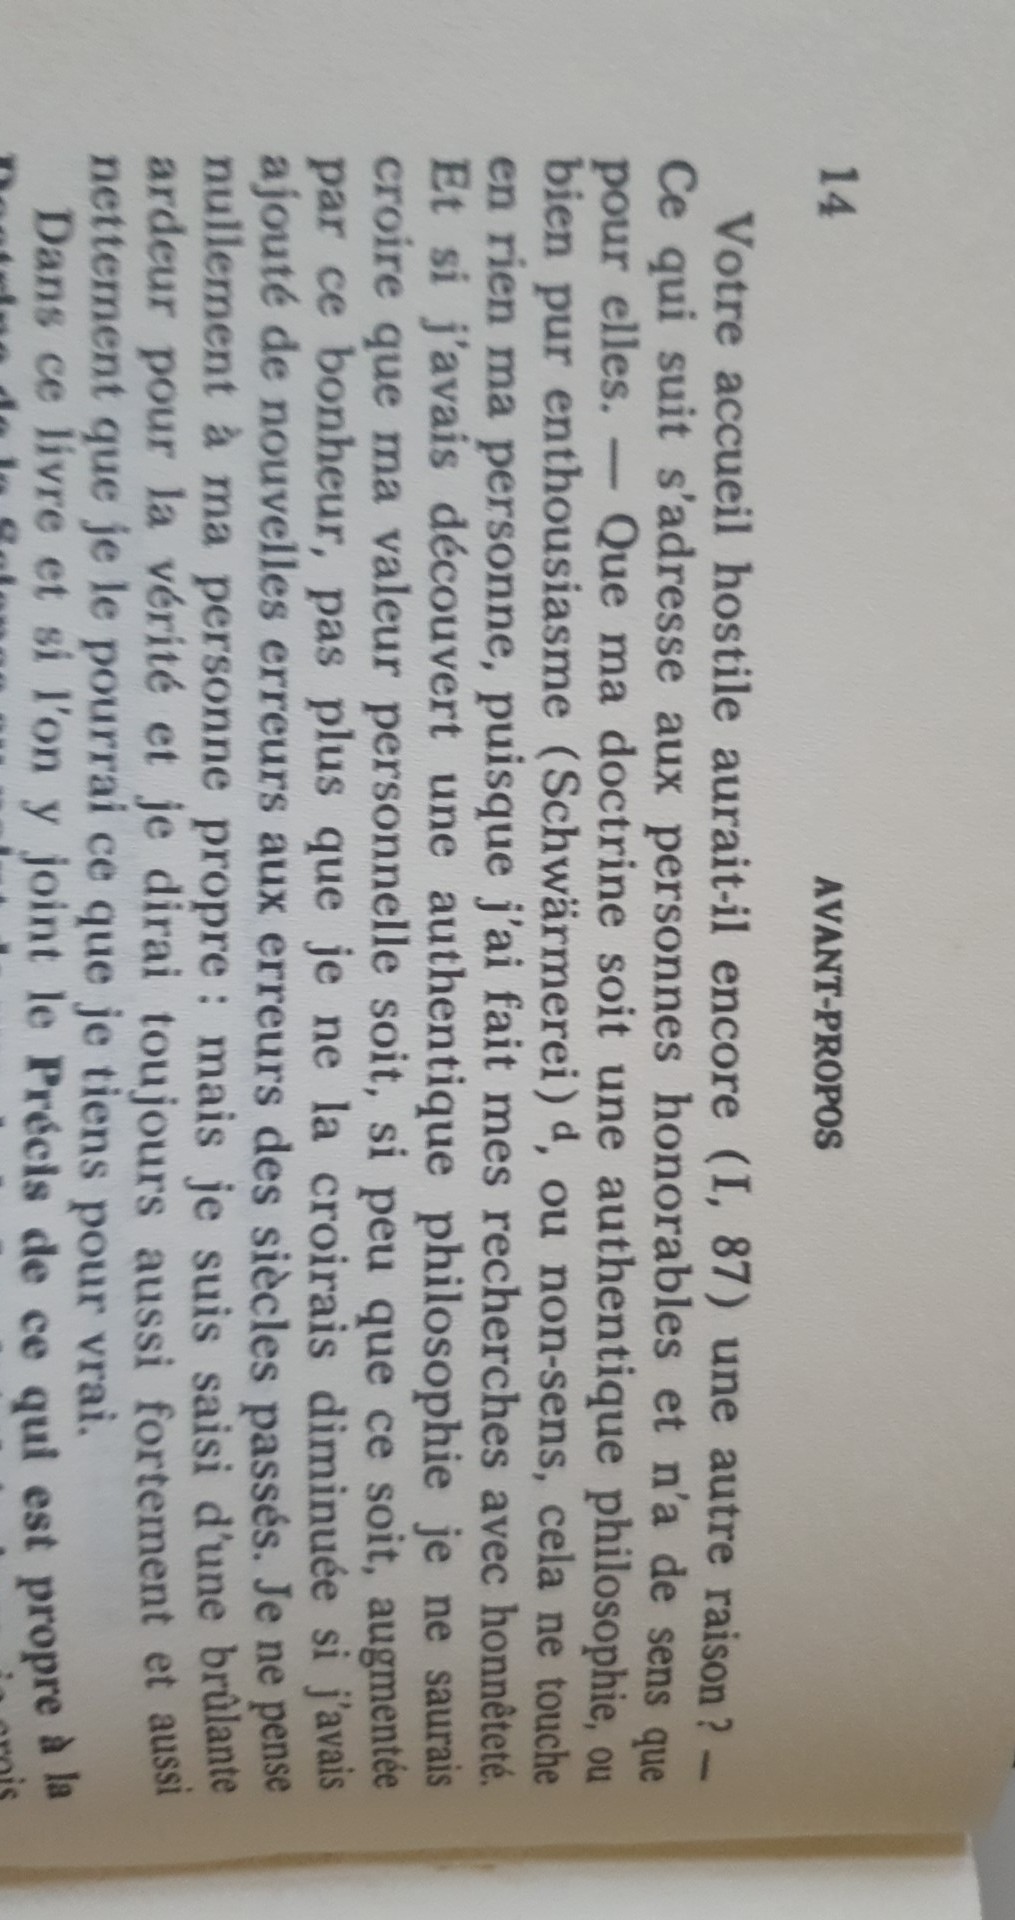 14
AVANT-PROPOS
Votre accueil hostile aurait-il encore (I, 87) une autre raison ? —
Ce qui suit s'adresse aux personnes honorables et n'a de sens que
pour elles. — Que ma doctrine soit une authentique philosophie, ou
bien pur enthousiasme (Schwärmerei) d, ou non-sens, cela ne touche
en rien ma personne, puisque j'ai fait mes recherches avec honnêteté.
Et si j'avais découvert une authentique philosophie je ne saurais
croire que ma valeur personnelle soit, si peu que ce soit, augmentée
par ce bonheur, pas plus que je ne la croirais diminuée si j'avais
ajouté de nouvelles erreurs aux erreurs des siècles passés. Je ne pense
nullement à ma personne propre : mais je suis saisi d'une brûlante
ardeur pour la vérité et je dirai toujours aussi fortement et aussi
nettement que je le pourrai ce que je tiens pour vrai.
Dans ce livre et si l'on y joint le Précis de ce qui est propre à la